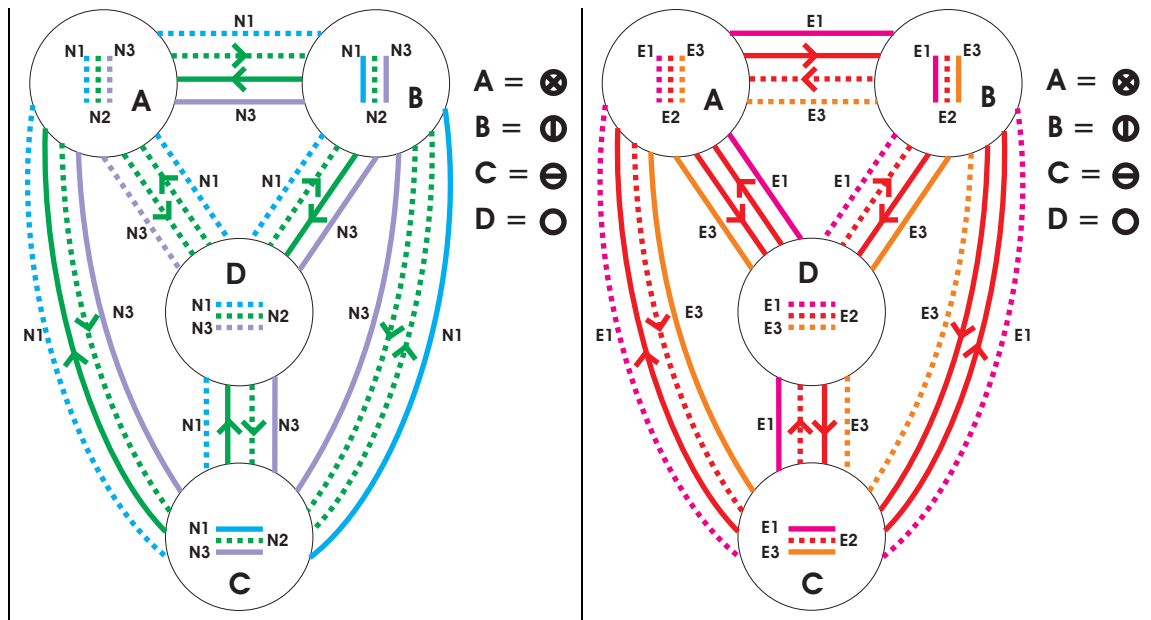 N1
N1 N3
A
N2
N3
N1 N3
B
N2
A =
B =
C =
D =
N1
N3
N1
N3
D
N1
N2
N3
N1
N3
N3
N1
N1
N3
N1
N2
N3
C
E1
E1 E3
A
E2
E3
E1 E3
B
E2
A =
B =
C =
D =
E1
E3
E1
E3
D
E1
E2
E3
E1
E3
E3
E1
E1
E3
E1
E2
E3
C